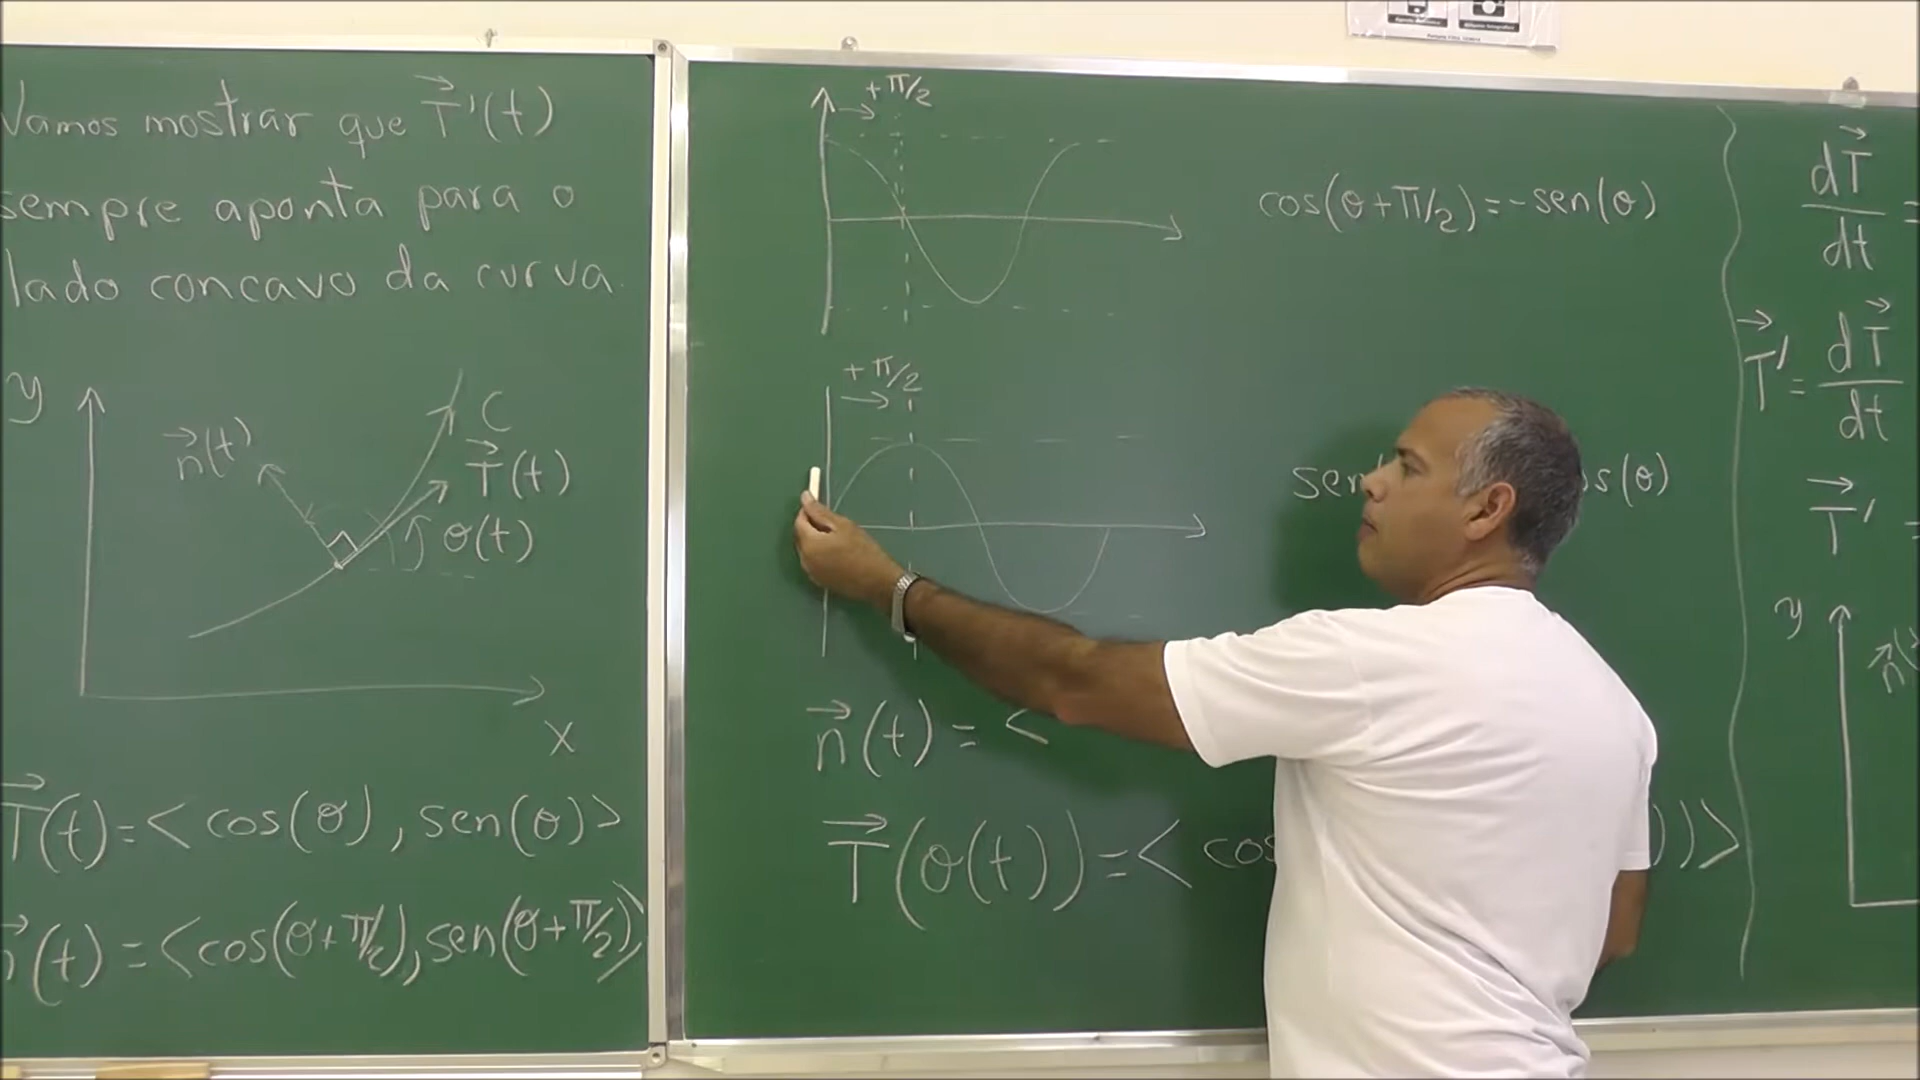 Vamos mostrar que T⃗'(t)
sempre aponta para o
lado concavo da curva.
y
n⃗(t)
C
T⃗(t)
θ(t)
x
T⃗(t)=<cos(θ), sen(θ)>
n⃗(t)=<cos(θ+π/2), sen(θ+π/2)>
+π/2
cos(θ+π/2)=-sen(θ)
+π/2
sen
s(θ)
n⃗(t) = <
T⃗(θ(t))=< cos
))>
dT⃗/dt =
T⃗' = dT⃗/dt
T⃗' =
y
n⃗(